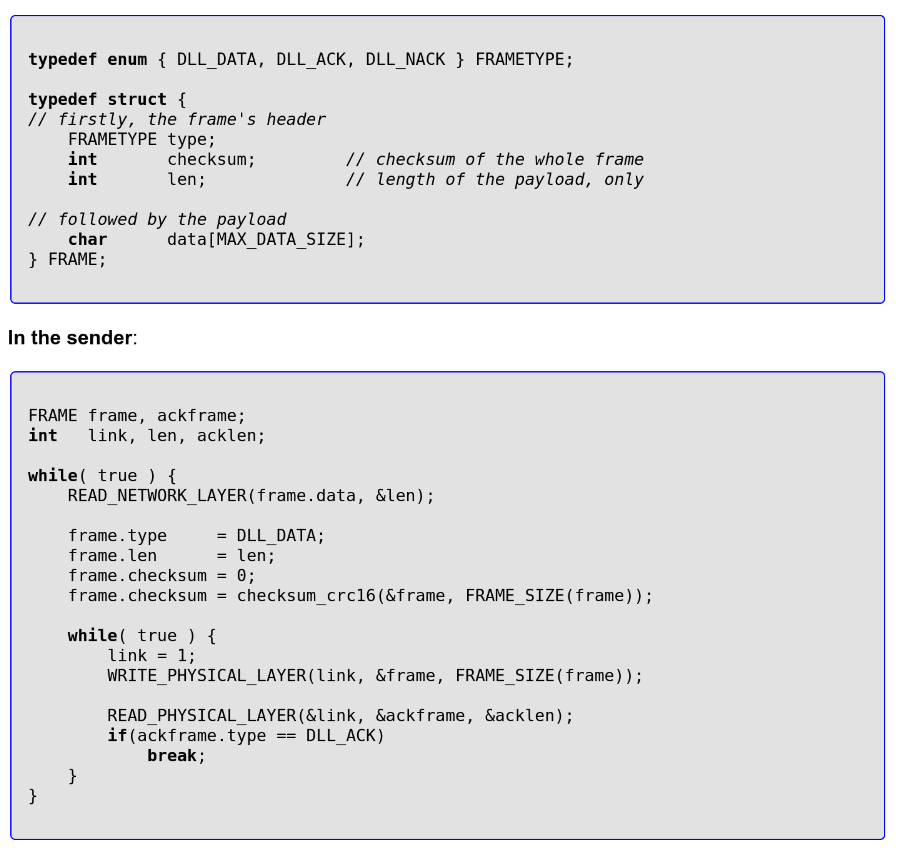 typedef enum { DLL_DATA, DLL_ACK, DLL_NACK } FRAMETYPE;
typedef struct {
// firstly, the frame's header
    FRAMETYPE type;
    int       checksum;         // checksum of the whole frame
    int       len;              // length of the payload, only
// followed by the payload
    char      data[MAX_DATA_SIZE];
} FRAME;
In the sender:
FRAME frame, ackframe;
int   link, len, acklen;
while( true ) {
    READ_NETWORK_LAYER(frame.data, &len);
    frame.type     = DLL_DATA;
    frame.len      = len;
    frame.checksum = 0;
    frame.checksum = checksum_crc16(&frame, FRAME_SIZE(frame));
    while( true ) {
        link = 1;
        WRITE_PHYSICAL_LAYER(link, &frame, FRAME_SIZE(frame));
        READ_PHYSICAL_LAYER(&link, &ackframe, &acklen);
        if(ackframe.type == DLL_ACK)
            break;
    }
}